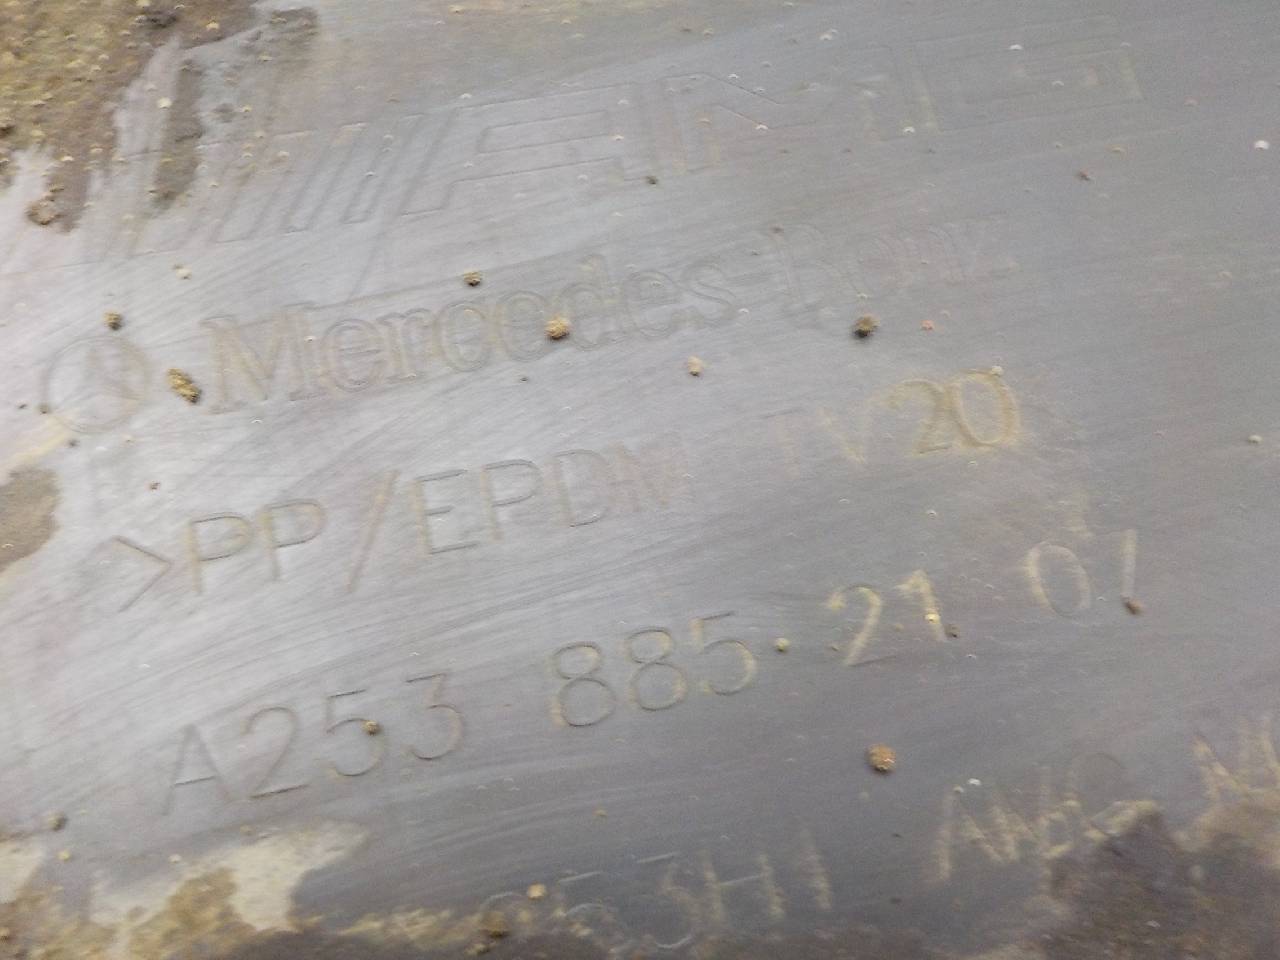 AMG
Mercedes-Benz
>PP/EPDM TV20
A253 885 21 01